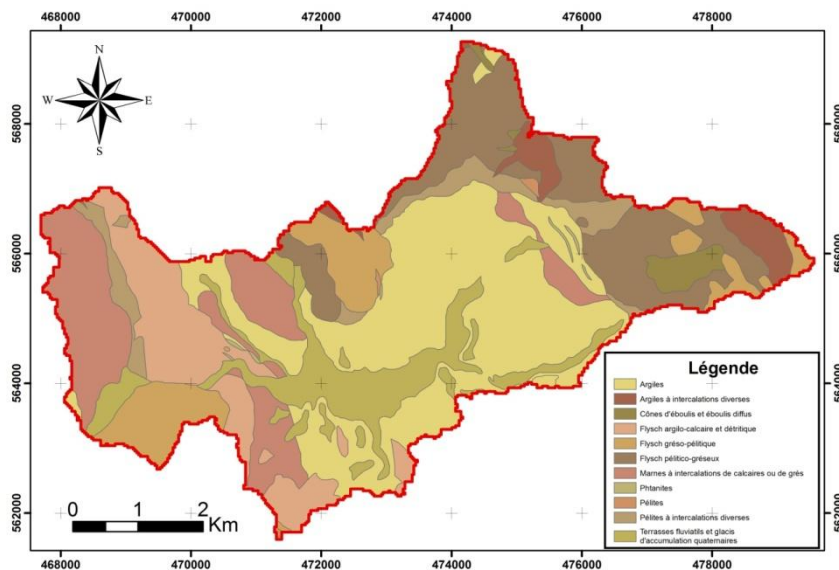 468000 470000 472000 474000 476000 478000
N
W E
S
568000 568000
566000 566000
564000 564000
562000 562000
Légende
Argiles
Argiles à intercalations diverses
Cônes d'éboulis et éboulis diffus
Flysch argilo-calcaire et détritique
Flysch gréso-pélitique
Flysch pélitico-gréseux
Marnes à intercalations de calcaires ou de grès
Phtanites
Pélites
Pélites à intercalations diverses
Terrasses fluviatils et glacis
d'accumulation quaternaires
0 1 2
Km
468000 470000 472000 474000 476000 478000